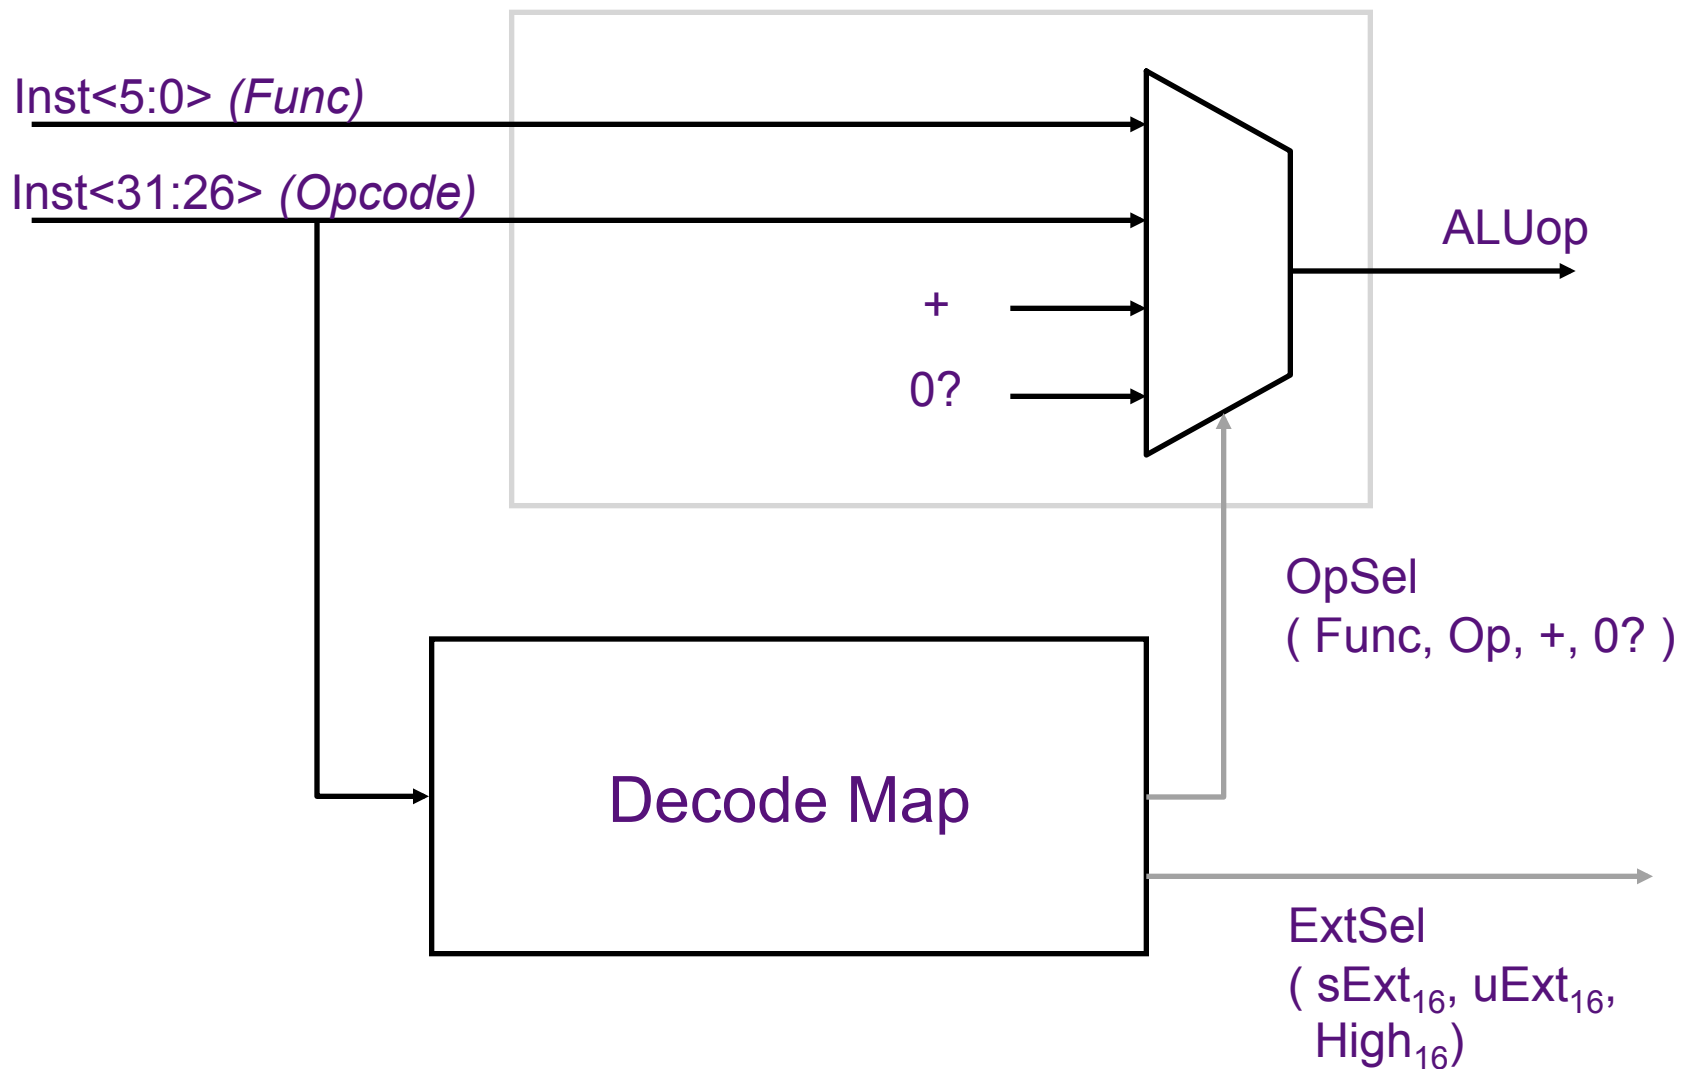 Inst<5:0> (Func)
Inst<31:26> (Opcode)
ALUop
+
0?
OpSel
( Func, Op, +, 0? )
Decode Map
ExtSel
( sExt₁₆, uExt₁₆,
High₁₆)